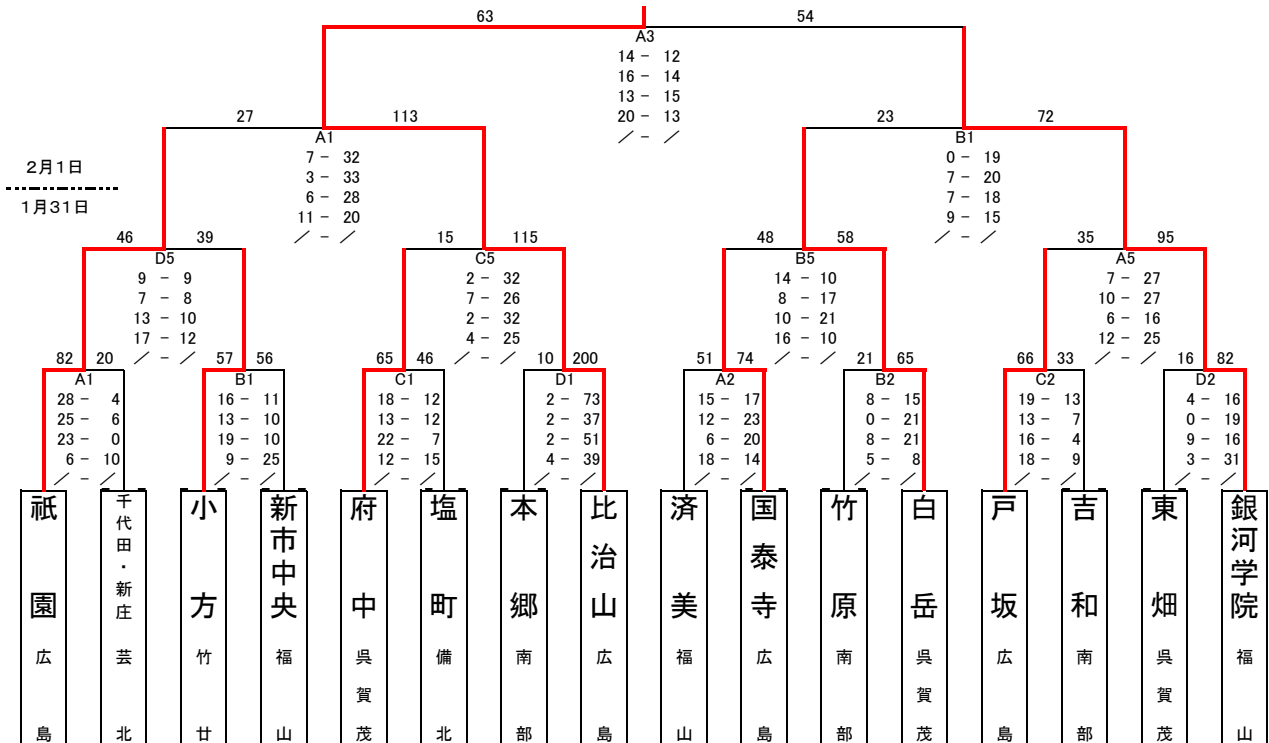 63 54
A3
14 - 12
16 - 14
13 - 15
20 - 13
／ - ／
27 113 23 72
A1 B1
7 - 32 0 - 19
3 - 33 7 - 20
6 - 28 7 - 18
11 - 20 9 - 15
／ - ／ ／ - ／
2月1日
1月31日
46 39 15 115 48 58 35 95
D5 C5 B5 A5
9 - 9 2 - 32 14 - 10 7 - 27
7 - 8 7 - 26 8 - 17 10 - 27
13 - 10 2 - 32 10 - 21 6 - 16
17 - 12 4 - 25 16 - 10 12 - 25
／ - ／ ／ - ／ ／ - ／ ／ - ／
82 20 57 56 65 46 10 200 51 74 21 65 66 33 16 82
A1 B1 C1 D1 A2 B2 C2 D2
28 - 4 16 - 11 18 - 12 2 - 73 15 - 17 8 - 15 19 - 13 4 - 16
25 - 6 13 - 10 13 - 12 2 - 37 12 - 23 0 - 21 13 - 7 0 - 19
23 - 0 19 - 10 22 - 7 2 - 51 6 - 20 8 - 21 16 - 4 9 - 16
6 - 10 9 - 25 12 - 15 4 - 39 18 - 14 5 - 8 18 - 9 3 - 31
／ - ／ ／ - ／ ／ - ／ ／ - ／ ／ - ／ ／ - ／ ／ - ／ ／ - ／
祇園 広島
千代田・新庄 芸北
小方 竹廿
新市中央 福山
府中 呉賀茂
塩町 備北
本郷 南部
比治山 広島
済美 福山
国泰寺 広島
竹原 南部
白岳 呉賀茂
戸坂 広島
吉和 南部
東畑 呉賀茂
銀河学院 福山